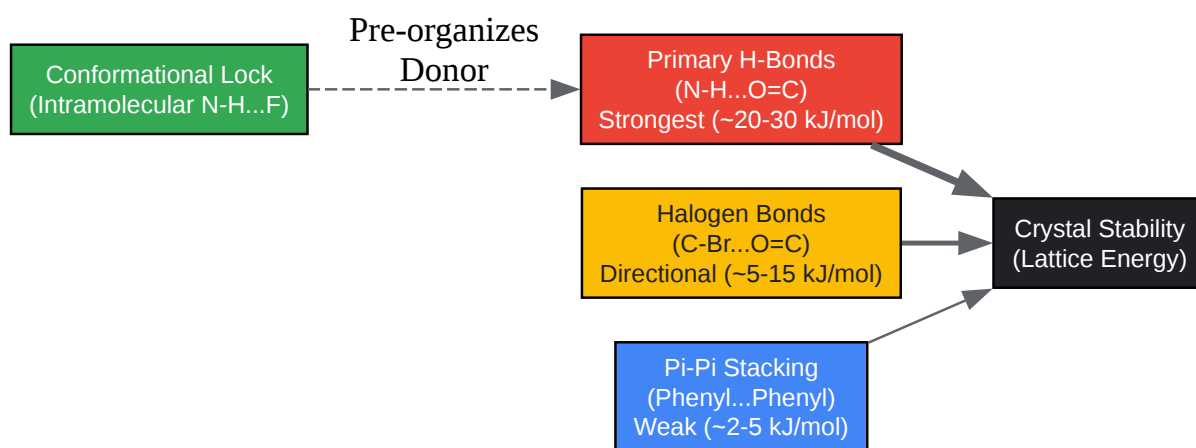 Conformational Lock
(Intramolecular N-H...F)
Pre-organizes
Donor
Primary H-Bonds
(N-H...O=C)
Strongest (~20-30 kJ/mol)
Halogen Bonds
(C-Br...O=C)
Directional (~5-15 kJ/mol)
Pi-Pi Stacking
(Phenyl...Phenyl)
Weak (~2-5 kJ/mol)
Crystal Stability
(Lattice Energy)